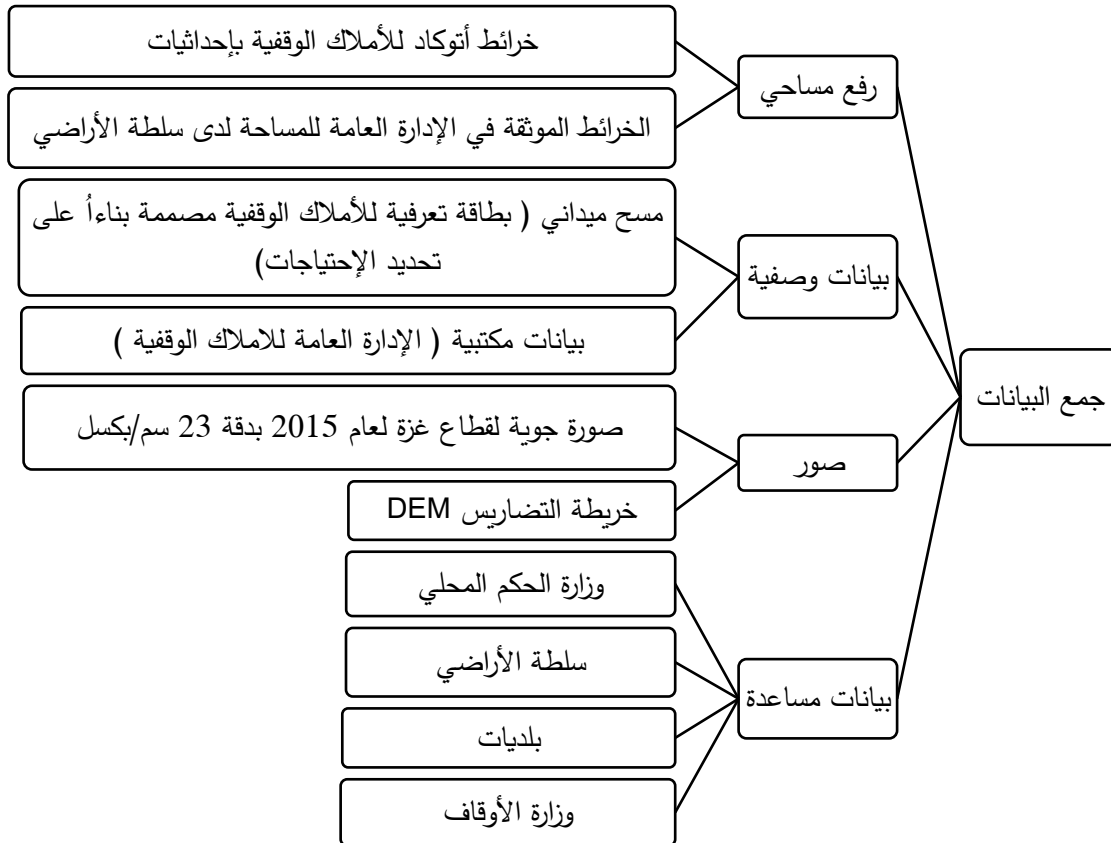 جمع البيانات
رفع مساحي
خرائط أتوكاد للأملاك الوقفية بإحداثيات
الخرائط الموثقة في الإدارة العامة للمساحة لدى سلطة الأراضي
بيانات وصفية
مسح ميداني ( بطاقة تعرفية للأملاك الوقفية مصممة بناءاُ على
تحديد الإحتياجات)
بيانات مكتبية ( الإدارة العامة للاملاك الوقفية )
صور
صورة جوية لقطاع غزة لعام 2015 بدقة 23 سم/بكسل
خريطة التضاريس DEM
بيانات مساعدة
وزارة الحكم المحلي
سلطة الأراضي
بلديات
وزارة الأوقاف